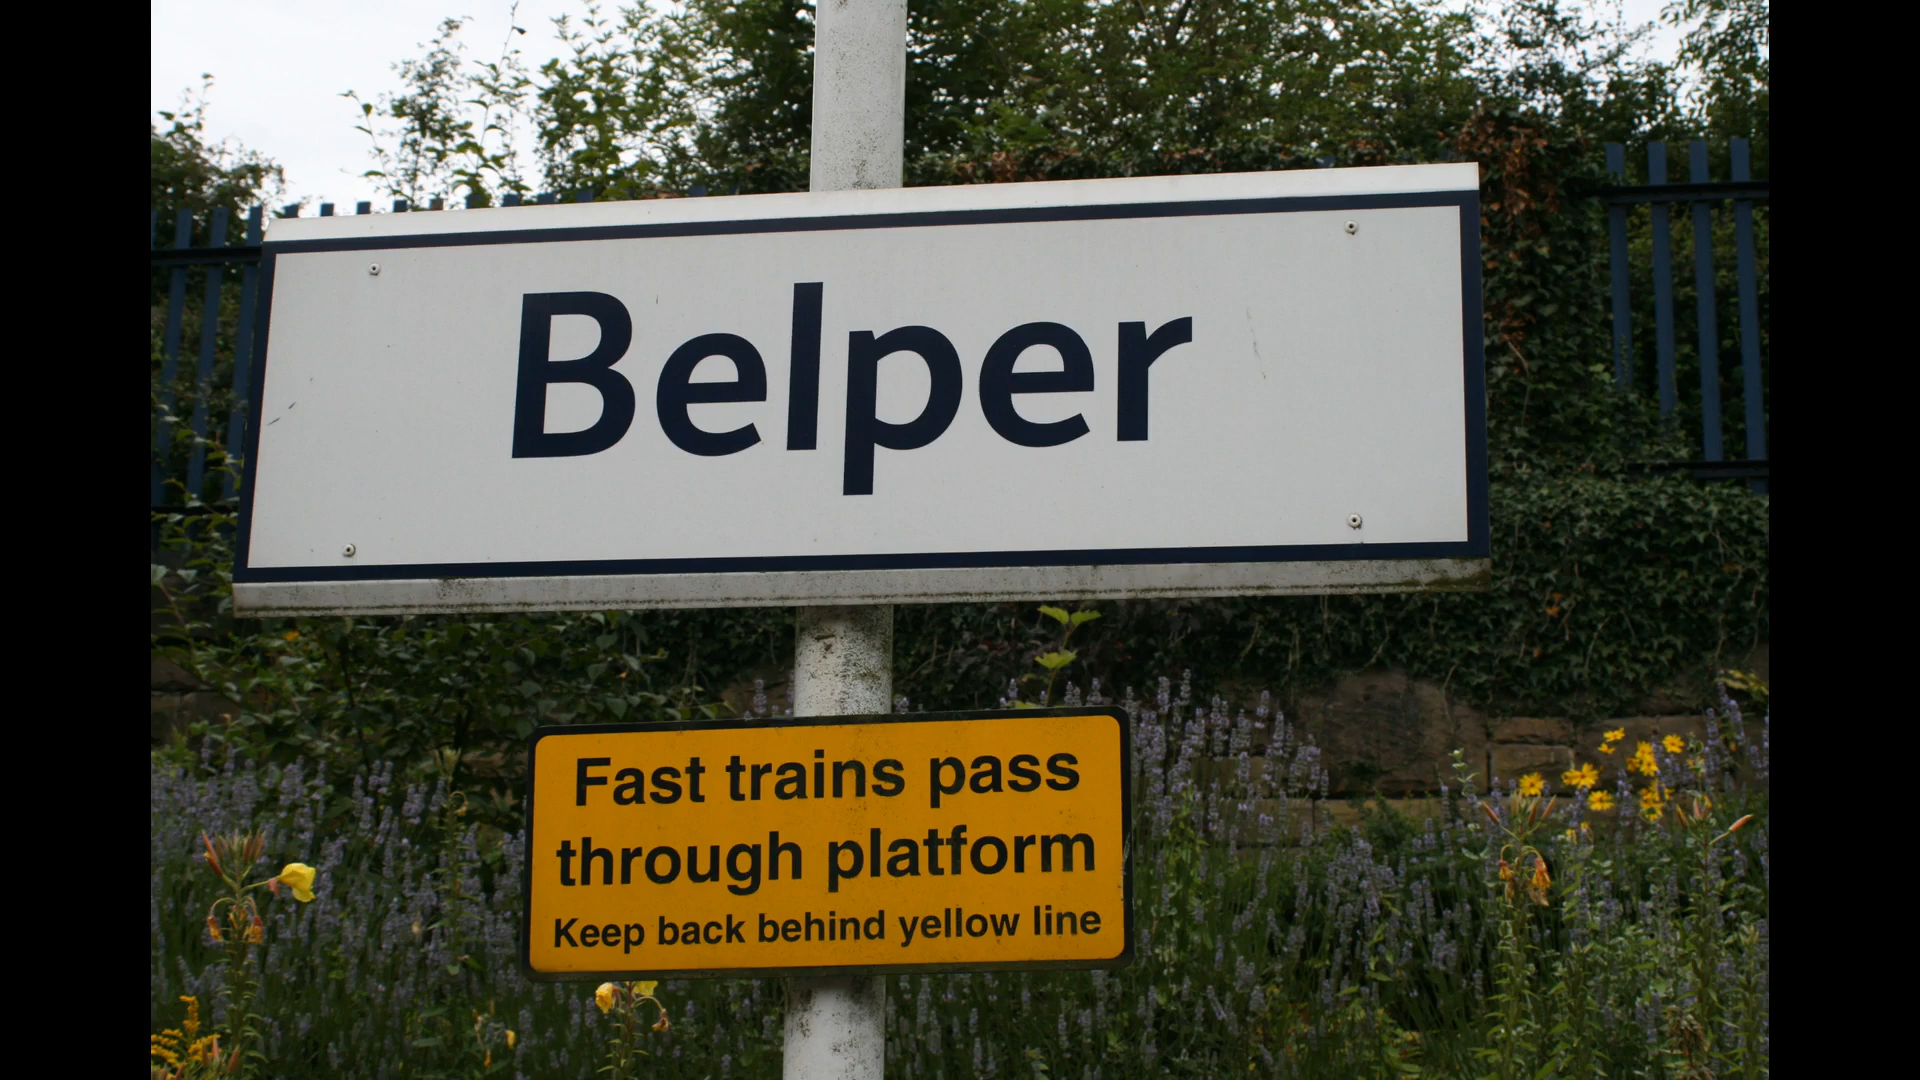 Belper
Fast trains pass
through platform
Keep back behind yellow line